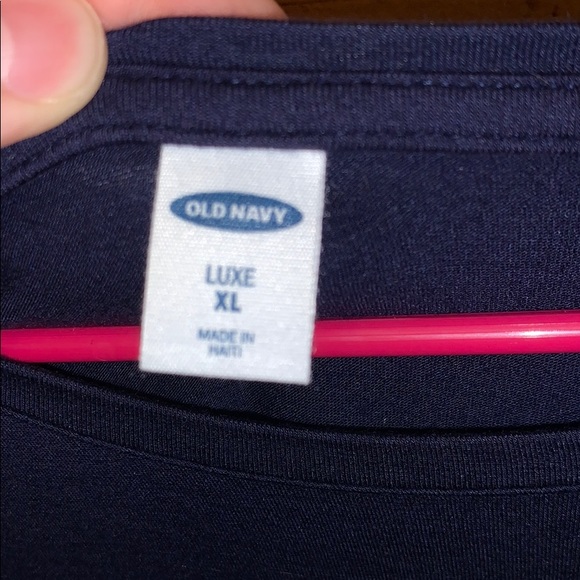 OLD NAVY
LUXE
XL
MADE IN
HAITI